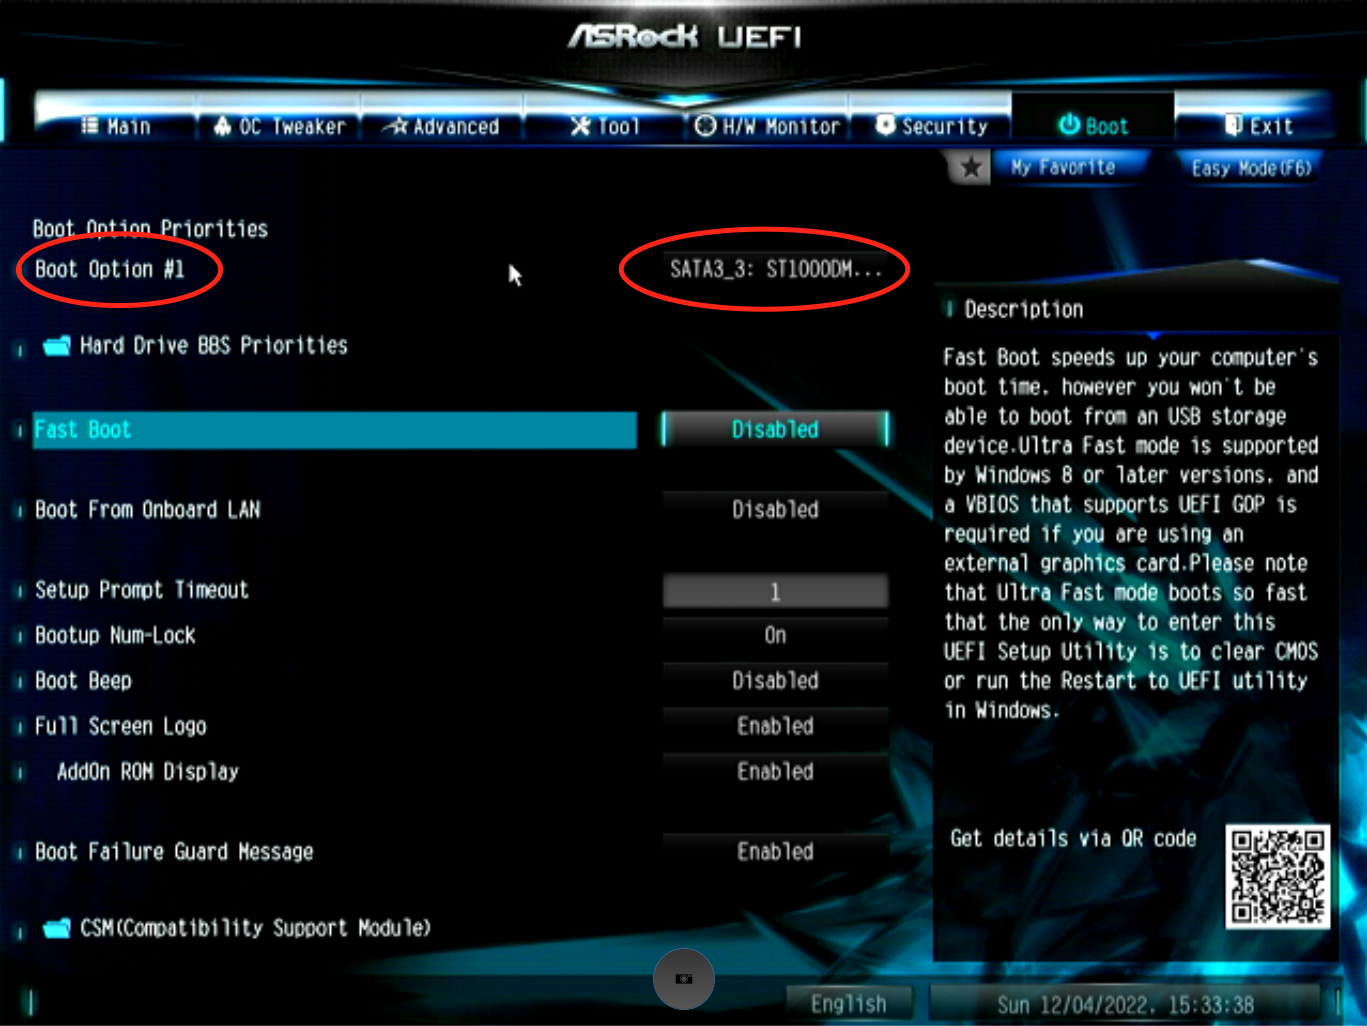 ASRock UEFI
Main OC Tweaker Advanced Tool H/W Monitor Security Boot Exit
My Favorite Easy Mode(F6)
Boot Option Priorities
Boot Option #1 SATA3_3: ST1000DM...
Hard Drive BBS Priorities
Fast Boot Disabled
Boot From Onboard LAN Disabled
Setup Prompt Timeout 1
Bootup Num-Lock On
Boot Beep Disabled
Full Screen Logo Enabled
AddOn ROM Display Enabled
Boot Failure Guard Message Enabled
CSM(Compatibility Support Module)
Description
Fast Boot speeds up your computer's
boot time, however you won't be
able to boot from an USB storage
device.Ultra Fast mode is supported
by Windows 8 or later versions, and
a VBIOS that supports UEFI GOP is
required if you are using an
external graphics card.Please note
that Ultra Fast mode boots so fast
that the only way to enter this
UEFI Setup Utility is to clear CMOS
or run the Restart to UEFI utility
in Windows.
Get details via QR code
English Sun 12/04/2022, 15:33:38